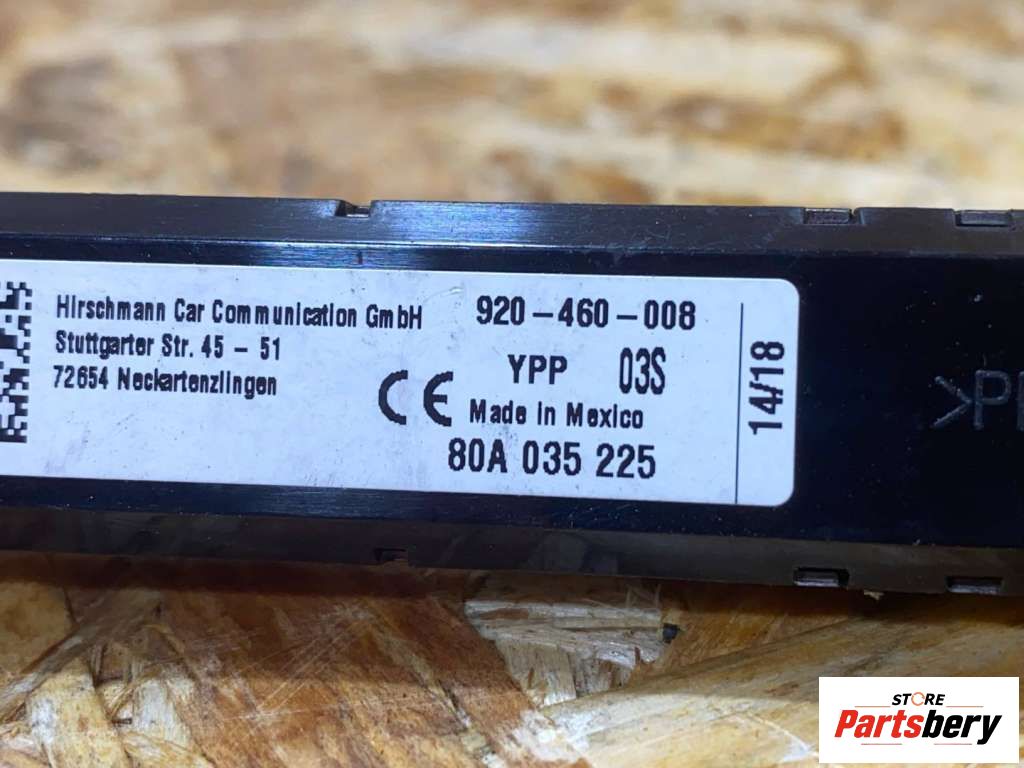 Hirschmann Car Communication GmbH
Stuttgarter Str. 45 - 51
72654 Neckartenzlingen
920-460-008
YPP 03S
Made in Mexico
80A 035 225
14/18
STORE
Partsbery